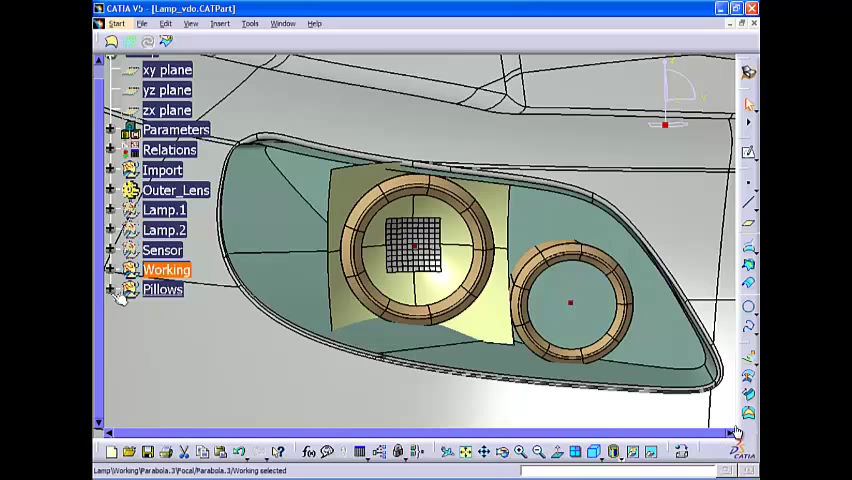 CATIA V5 - [Lamp_vdo.CATPart]
Start File Edit View Insert Tools Window Help
xy plane
yz plane
zx plane
Parameters
Relations
Import
Outer_Lens
Lamp.1
Lamp.2
Sensor
Working
Pillows
f(x)
CATIA
Lamp\Working\Parabola.3/Focal/Parabola.3/Working selected